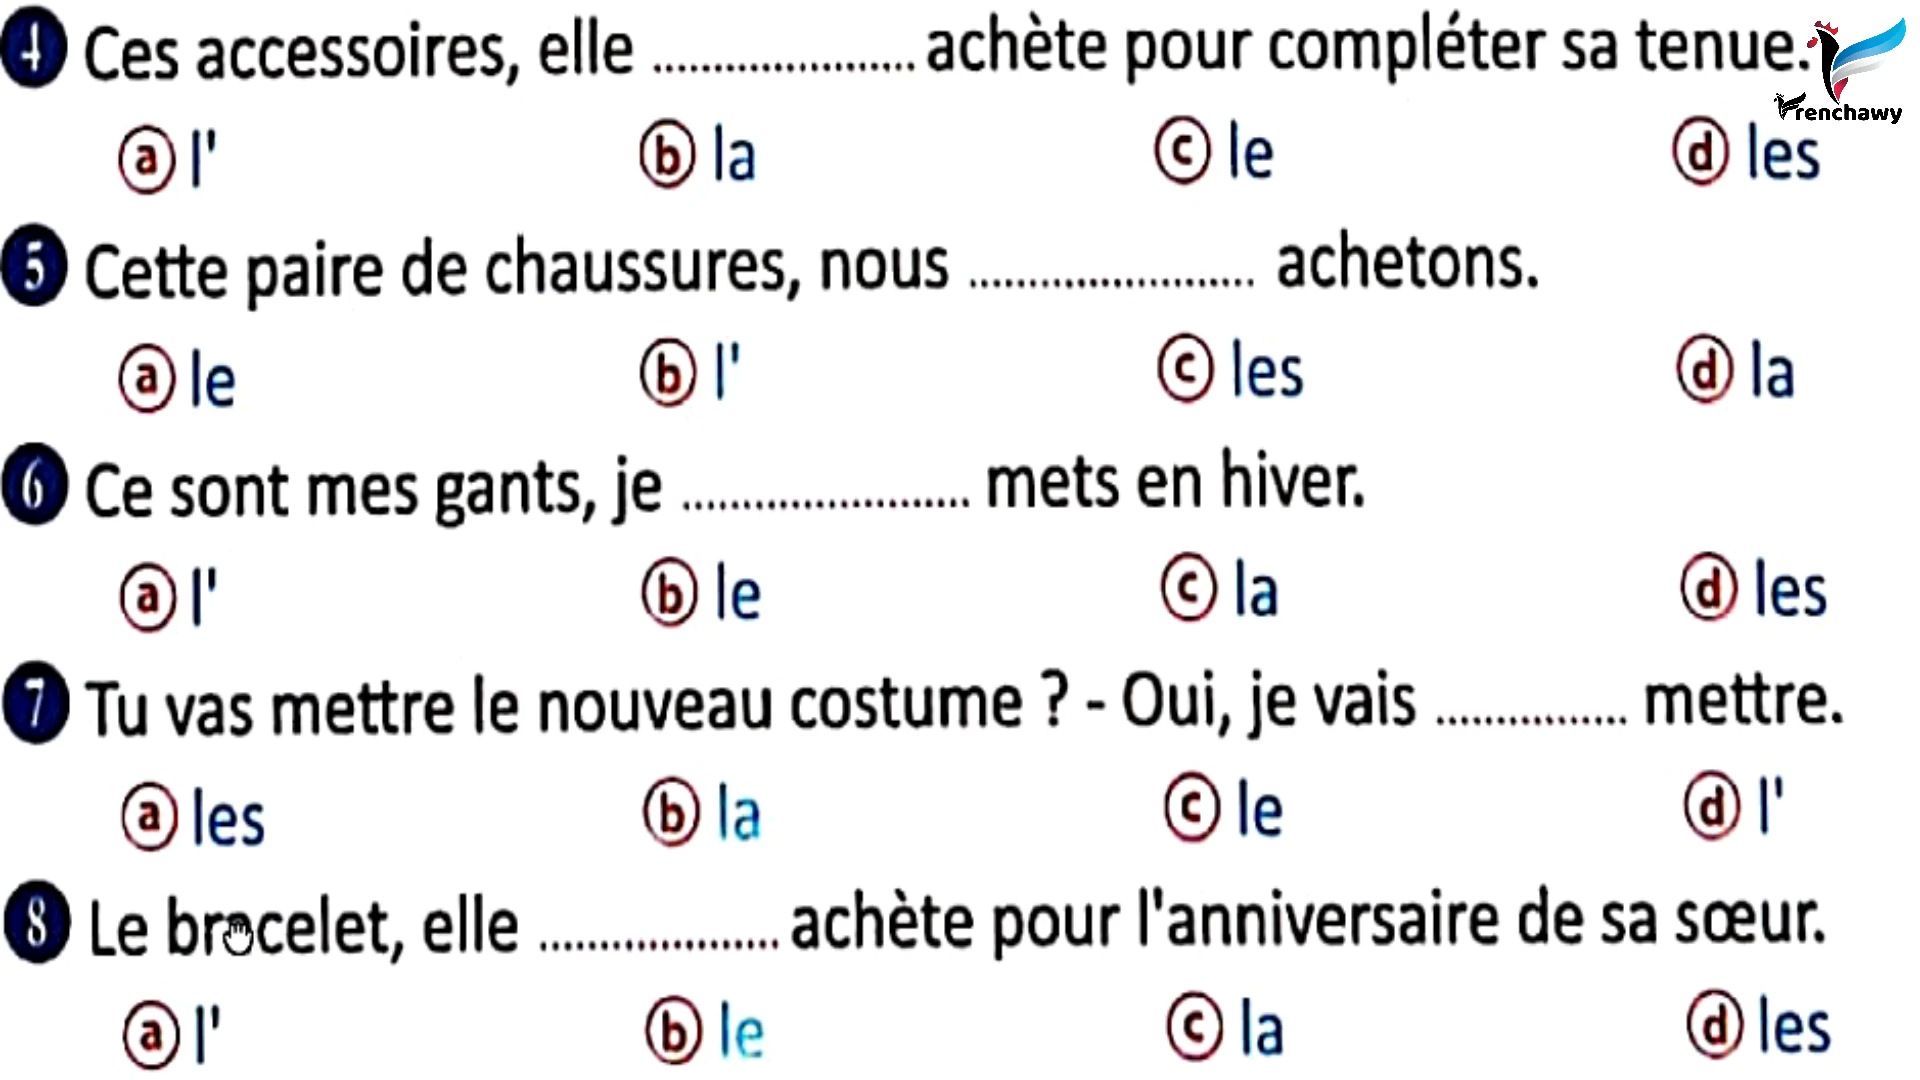 4 Ces accessoires, elle ...................... achète pour compléter sa tenue.
Frenchawy
a l' b la c le d les
5 Cette paire de chaussures, nous ........................ achetons.
a le b l' c les d la
6 Ce sont mes gants, je ........................ mets en hiver.
a l' b le c la d les
7 Tu vas mettre le nouveau costume ? - Oui, je vais ................ mettre.
a les b la c le d l'
8 Le bracelet, elle .................... achète pour l'anniversaire de sa sœur.
a l' b le c la d les